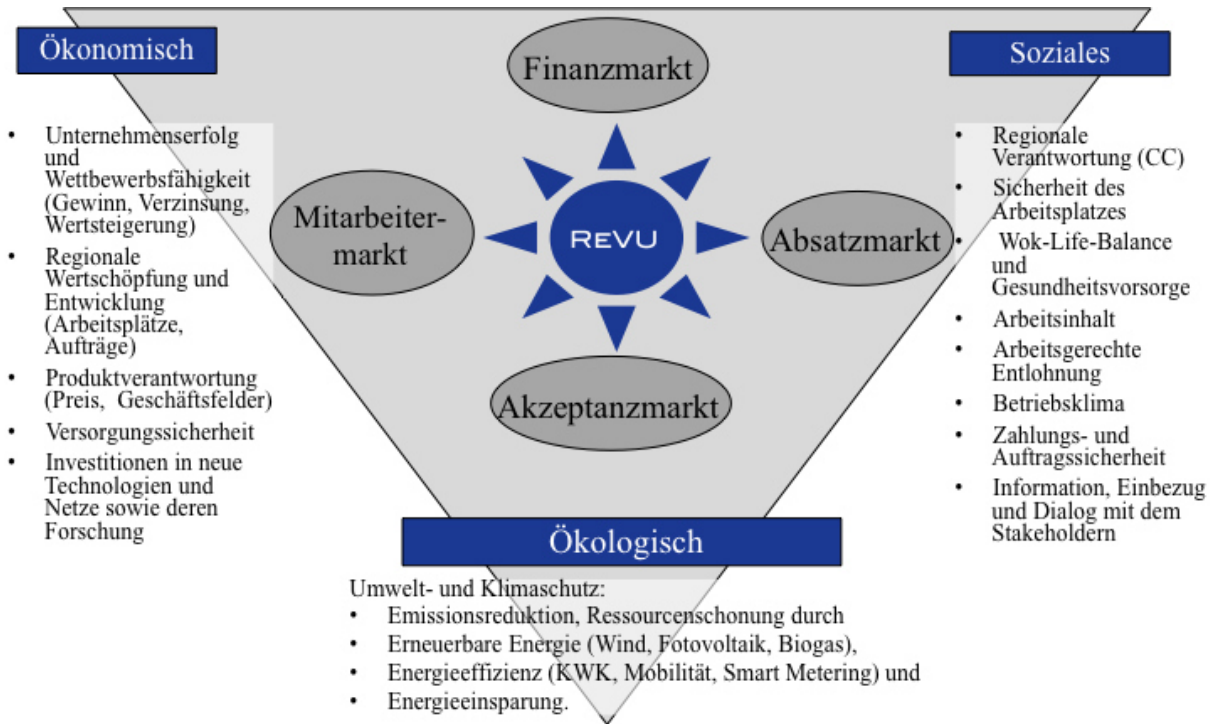 Ökonomisch
• Unternehmenserfolg
und
Wettbewerbsfähigkeit
(Gewinn, Verzinsung,
Wertsteigerung)
• Regionale
Wertschöpfung und
Entwicklung
(Arbeitsplätze,
Aufträge)
• Produktverantwortung
(Preis, Geschäftsfelder)
• Versorgungssicherheit
• Investitionen in neue
Technologien und
Netze sowie deren
Forschung
Finanzmarkt
Mitarbeiter-
markt
REVU
Absatzmarkt
Akzeptanzmarkt
Soziales
• Regionale
Verantwortung (CC)
• Sicherheit des
Arbeitsplatzes
• Wok-Life-Balance
und
Gesundheitsvorsorge
• Arbeitsinhalt
• Arbeitsgerechte
Entlohnung
• Betriebsklima
• Zahlungs- und
Auftragssicherheit
• Information, Einbezug
und Dialog mit dem
Stakeholdern
Ökologisch
Umwelt- und Klimaschutz:
• Emissionsreduktion, Ressourcenschonung durch
• Erneuerbare Energie (Wind, Fotovoltaik, Biogas),
• Energieeffizienz (KWK, Mobilität, Smart Metering) und
• Energieeinsparung.